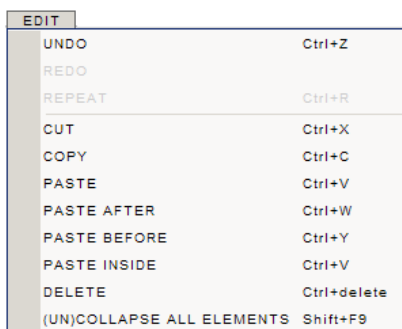 EDIT
UNDO Ctrl+Z
REDO
REPEAT Ctrl+R
CUT Ctrl+X
COPY Ctrl+C
PASTE Ctrl+V
PASTE AFTER Ctrl+W
PASTE BEFORE Ctrl+Y
PASTE INSIDE Ctrl+V
DELETE Ctrl+delete
(UN)COLLAPSE ALL ELEMENTS Shift+F9